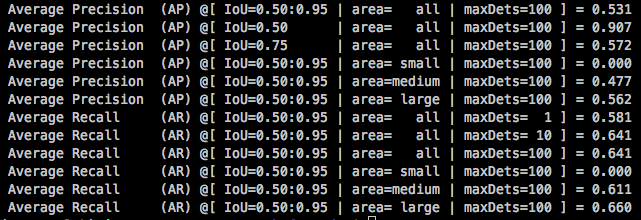 Average Precision  (AP) @[ IoU=0.50:0.95 | area=   all | maxDets=100 ] = 0.531
Average Precision  (AP) @[ IoU=0.50      | area=   all | maxDets=100 ] = 0.907
Average Precision  (AP) @[ IoU=0.75      | area=   all | maxDets=100 ] = 0.572
Average Precision  (AP) @[ IoU=0.50:0.95 | area= small | maxDets=100 ] = 0.000
Average Precision  (AP) @[ IoU=0.50:0.95 | area=medium | maxDets=100 ] = 0.477
Average Precision  (AP) @[ IoU=0.50:0.95 | area= large | maxDets=100 ] = 0.562
Average Recall     (AR) @[ IoU=0.50:0.95 | area=   all | maxDets=  1 ] = 0.581
Average Recall     (AR) @[ IoU=0.50:0.95 | area=   all | maxDets= 10 ] = 0.641
Average Recall     (AR) @[ IoU=0.50:0.95 | area=   all | maxDets=100 ] = 0.641
Average Recall     (AR) @[ IoU=0.50:0.95 | area= small | maxDets=100 ] = 0.000
Average Recall     (AR) @[ IoU=0.50:0.95 | area=medium | maxDets=100 ] = 0.611
Average Recall     (AR) @[ IoU=0.50:0.95 | area= large | maxDets=100 ] = 0.660